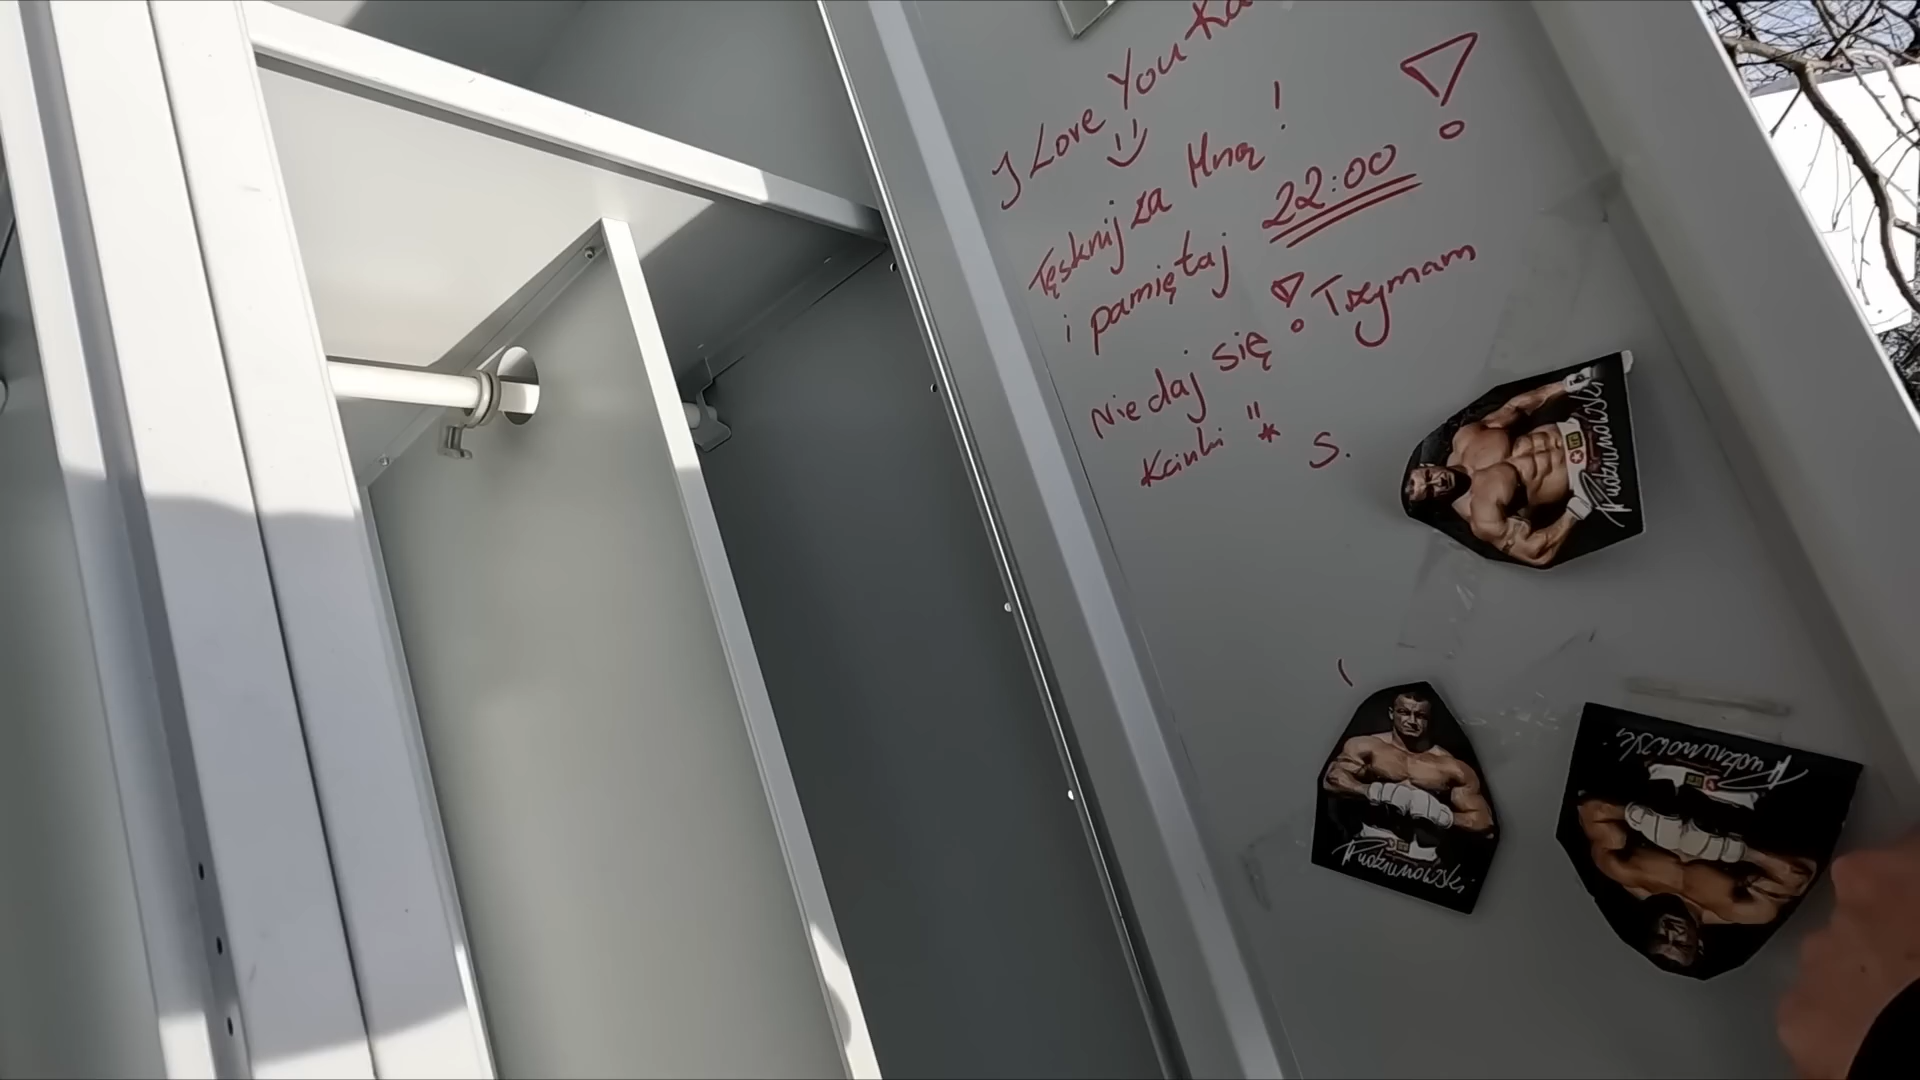 I Love You
Tęsknij za Mną !
i pamiętaj 22:00 !
Nie daj się ! Trzymam
Kciuki " * S.
Pudzianowski
Pudzianowski
Pudzianowski